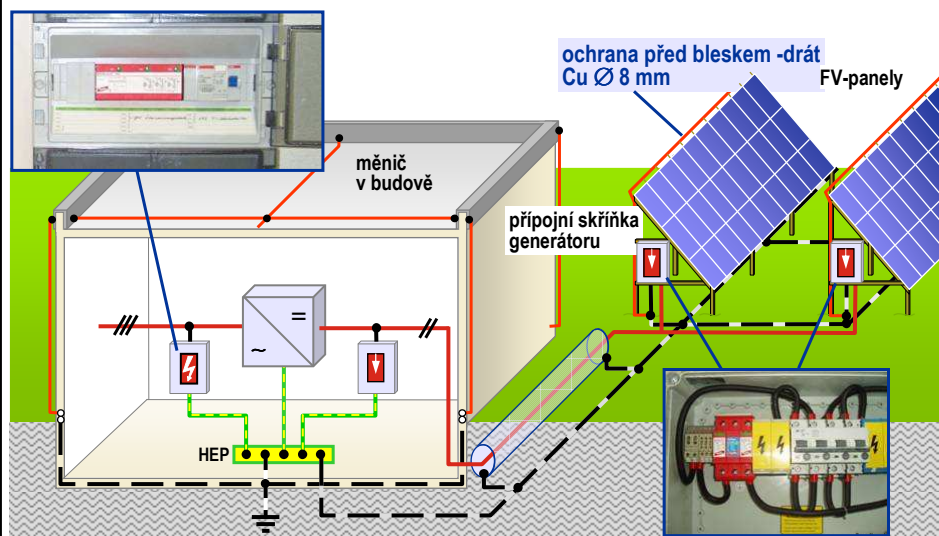 ochrana před bleskem -drát
Cu Ø 8 mm
FV-panely
měnič
v budově
přípojní skříňka
generátoru
=
~
HEP